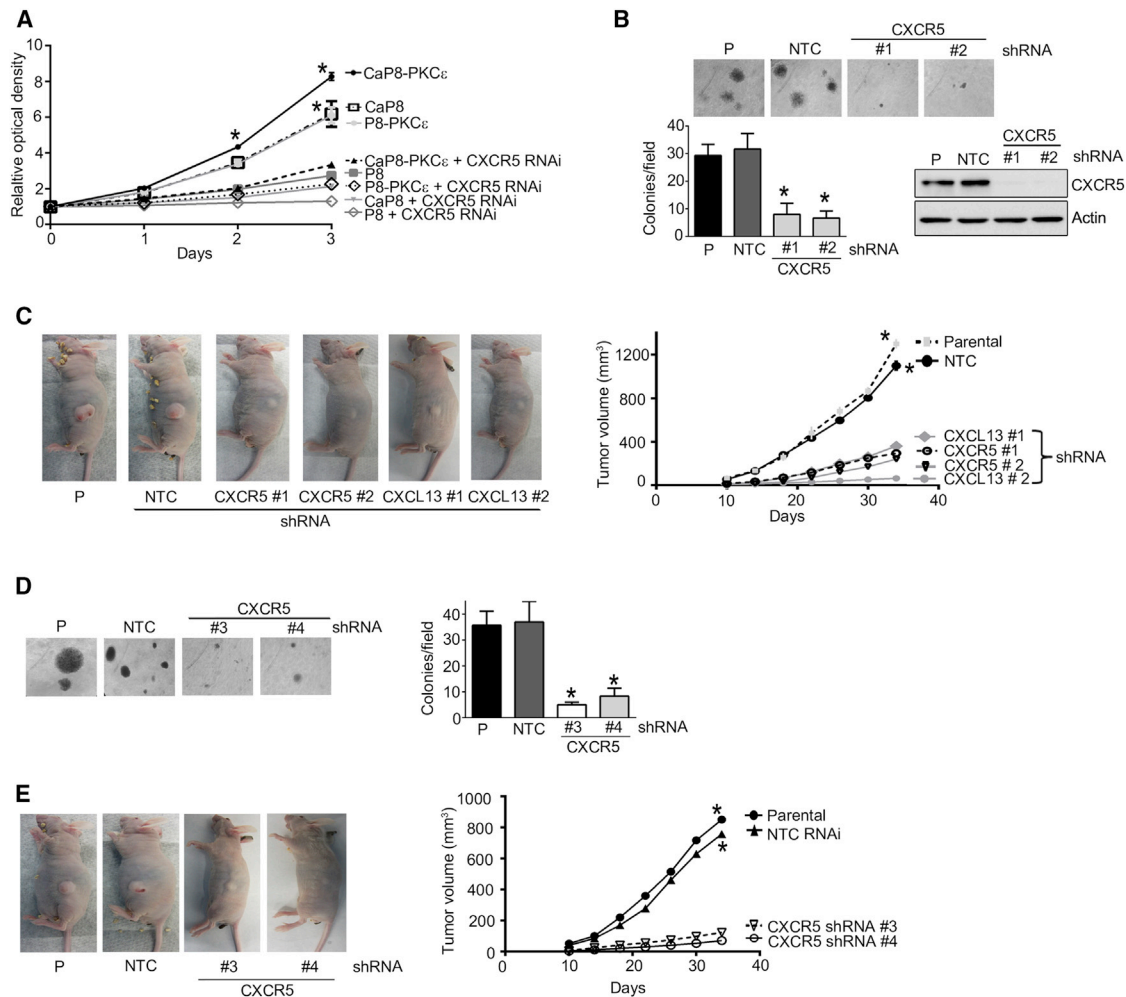 A
Relative optical density
10
8
6
4
2
0
0 1 2 3
Days
*
*
*
CaP8-PKCε
CaP8
P8-PKCε
CaP8-PKCε + CXCR5 RNAi
P8
P8-PKCε + CXCR5 RNAi
CaP8 + CXCR5 RNAi
P8 + CXCR5 RNAi
B
CXCR5
P NTC #1 #2 shRNA
Colonies/field
40
30
20
10
0
* *
P NTC #1 #2 shRNA
CXCR5
CXCR5
P NTC #1 #2 shRNA
CXCR5
Actin
C
P NTC CXCR5 #1 CXCR5 #2 CXCL13 #1 CXCL13 #2
shRNA
Tumor volume (mm³)
1200
800
400
0
0 10 20 30 40
Days
*
*
Parental
NTC
CXCL13 #1
CXCR5 #1
CXCR5 # 2
CXCL13 # 2
shRNA
D
CXCR5
P NTC #3 #4 shRNA
Colonies/field
40
30
20
10
0
* *
P NTC #3 #4 shRNA
CXCR5
E
P NTC #3 #4 shRNA
CXCR5
Tumor volume (mm³)
1000
800
600
400
200
0
0 10 20 30 40
Days
*
*
Parental
NTC RNAi
CXCR5 shRNA #3
CXCR5 shRNA #4